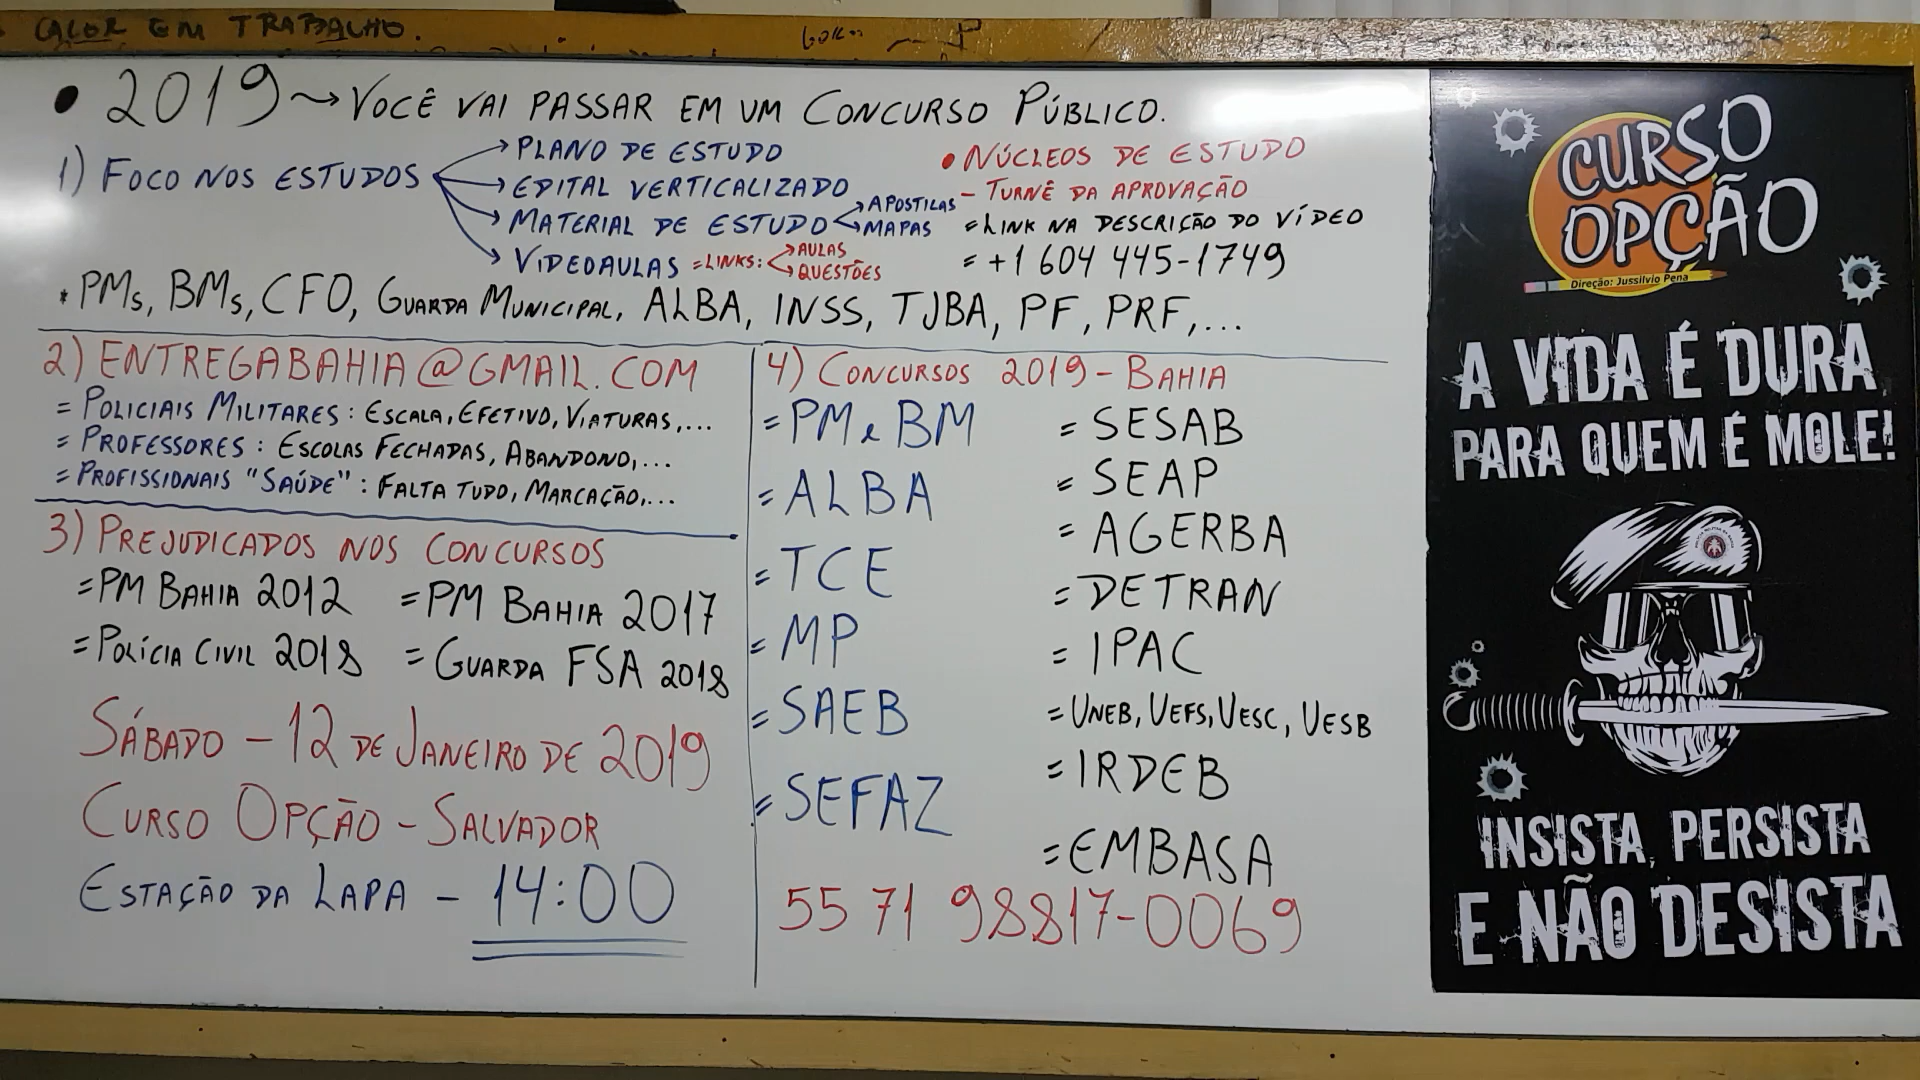 CALOR EM TRABALHO.
• 2019 → VOCÊ VAI PASSAR EM UM CONCURSO PÚBLICO.
1) FOCO NOS ESTUDOS
PLANO DE ESTUDO
EDITAL VERTICALIZADO
MATERIAL DE ESTUDO
APOSTILAS
MAPAS
VIDEOAULAS = LINKS:
AULAS
QUESTÕES
• NÚCLEOS DE ESTUDO
- TURNÊ DA APROVAÇÃO
= LINK NA DESCRIÇÃO DO VÍDEO
= +1 604 445-1749
* PMs, BMs, CFO, GUARDA MUNICIPAL, ALBA, INSS, TJBA, PF, PRF,...
2) ENTREGABAHIA@GMAIL.COM
= POLICIAIS MILITARES: ESCALA, EFETIVO, VIATURAS,...
= PROFESSORES: ESCOLAS FECHADAS, ABANDONO,...
= PROFISSIONAIS "SAÚDE": FALTA TUDO, MARCAÇÃO,...
3) PREJUDICADOS NOS CONCURSOS
= PM BAHIA 2012 = PM BAHIA 2017
= POLÍCIA CIVIL 2018 = GUARDA FSA 2018
SÁBADO - 12 DE JANEIRO DE 2019
CURSO OPÇÃO - SALVADOR
ESTAÇÃO DA LAPA - 14:00
4) CONCURSOS 2019 - BAHIA
= PM e BM
= ALBA
= TCE
= MP
= SAEB
= SEFAZ
= SESAB
= SEAP
= AGERBA
= DETRAN
= IPAC
= UNEB, UEFS, UESC, UESB
= IRDEB
= EMBASA
55 71 98817-0069
CURSO
OPÇÃO
Direção: Jussilvio Pena
A VIDA É DURA
PARA QUEM É MOLE!
INSISTA, PERSISTA
E NÃO DESISTA